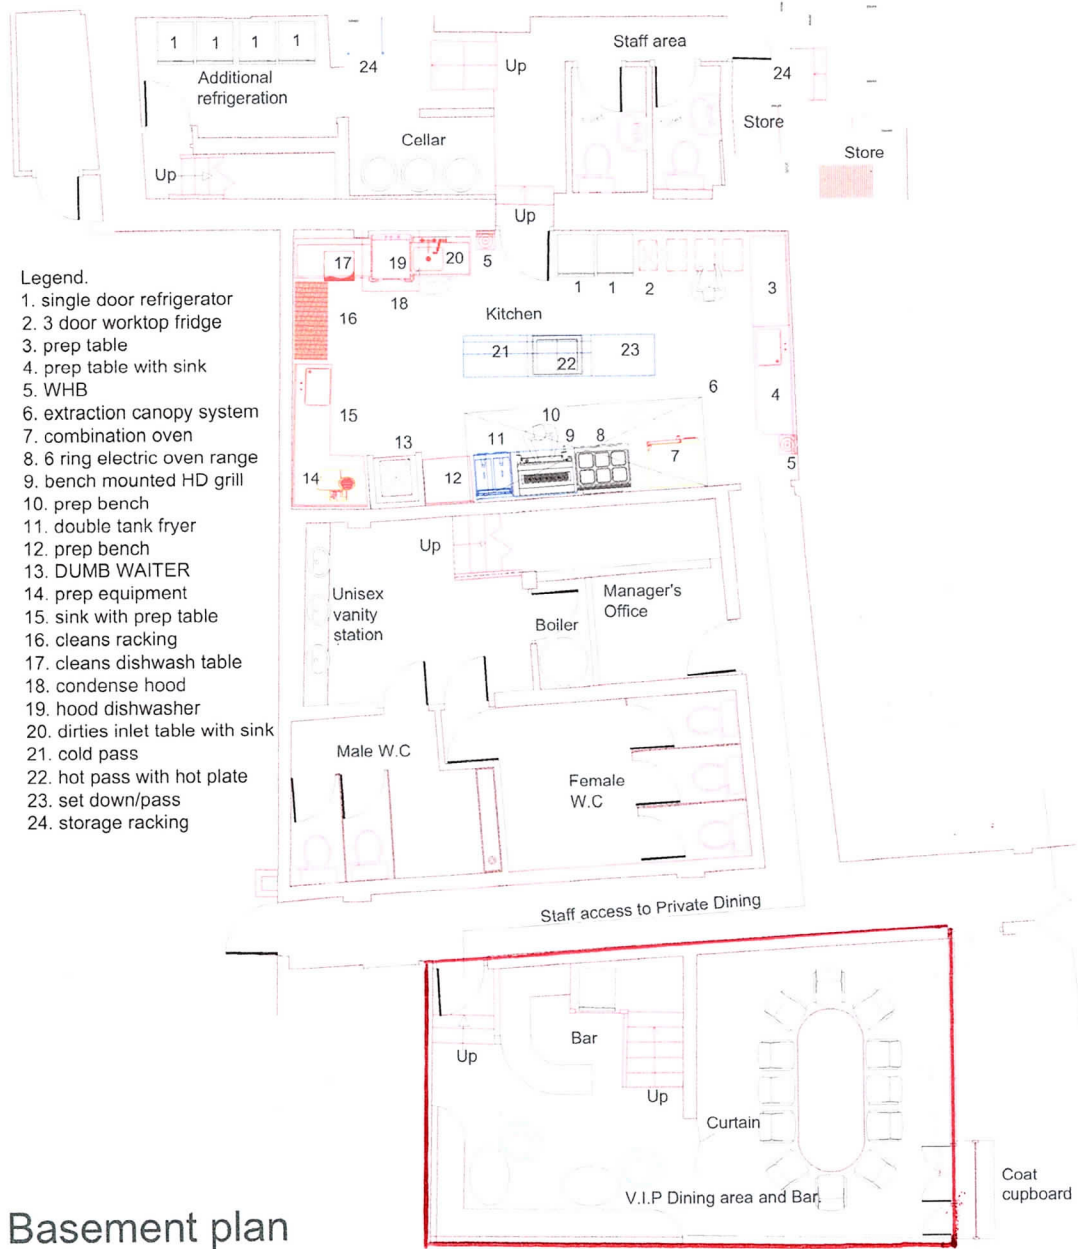 1 1 1 1
Additional
refrigeration
24
Up
Staff area
24
Cellar
Store
Store
Up
Up
17
19
20
5
18
16
Kitchen
1 1 2
3
21
22
23
6
4
15
13
14
12
11
10
9
8
7
5
Legend.
1. single door refrigerator
2. 3 door worktop fridge
3. prep table
4. prep table with sink
5. WHB
6. extraction canopy system
7. combination oven
8. 6 ring electric oven range
9. bench mounted HD grill
10. prep bench
11. double tank fryer
12. prep bench
13. DUMB WAITER
14. prep equipment
15. sink with prep table
16. cleans racking
17. cleans dishwash table
18. condense hood
19. hood dishwasher
20. dirties inlet table with sink
21. cold pass
22. hot pass with hot plate
23. set down/pass
24. storage racking
Up
Unisex
vanity
station
Boiler
Manager's
Office
Male W.C
Female
W.C
Staff access to Private Dining
Up
Bar
Up
Curtain
V.I.P Dining area and Bar.
Coat
cupboard
Basement plan